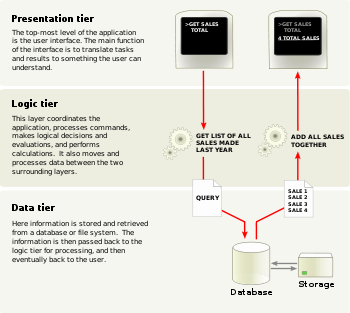 Presentation tier
The top-most level of the application
is the user interface. The main function
of the interface is to translate tasks
and results to something the user can
understand.
>GET SALES
TOTAL
>GET SALES
TOTAL
4 TOTAL SALES
Logic tier
This layer coordinates the
application, processes commands,
makes logical decisions and
evaluations, and performs
calculations. It also moves and
processes data between the two
surrounding layers.
GET LIST OF ALL
SALES MADE
LAST YEAR
ADD ALL SALES
TOGETHER
QUERY
SALE 1
SALE 2
SALE 3
SALE 4
Data tier
Here information is stored and retrieved
from a database or file system. The
information is then passed back to the
logic tier for processing, and then
eventually back to the user.
Database
Storage